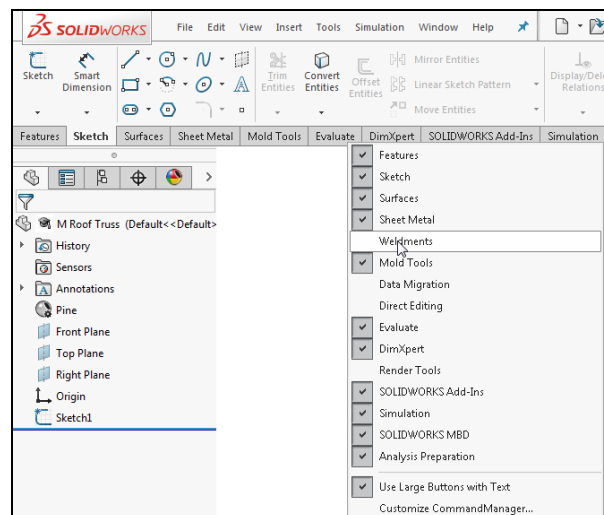 SOLIDWORKS File Edit View Insert Tools Simulation Window Help
Sketch Smart Dimension Trim Entities Convert Entities Offset Entities Mirror Entities
Linear Sketch Pattern
Move Entities
Display/Del
Relations
Features Sketch Surfaces Sheet Metal Mold Tools Evaluate DimXpert SOLIDWORKS Add-Ins Simulation
M Roof Truss (Default<<Default>
History
Sensors
Annotations
Pine
Front Plane
Top Plane
Right Plane
Origin
Sketch1
Features
Sketch
Surfaces
Sheet Metal
Weldments
Mold Tools
Data Migration
Direct Editing
Evaluate
DimXpert
Render Tools
SOLIDWORKS Add-Ins
Simulation
SOLIDWORKS MBD
Analysis Preparation
Use Large Buttons with Text
Customize CommandManager...